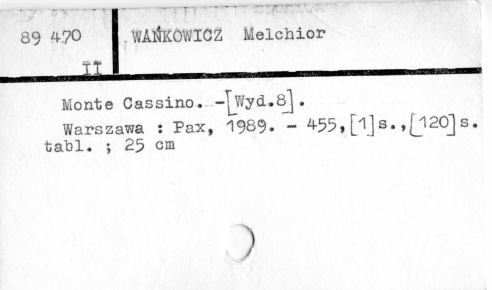 89 470 WAŃKOWICZ Melchior
II
Monte Cassino. -[Wyd.8].
Warszawa : Pax, 1989. - 455,[1]s.,[120]s.
tabl. ; 25 cm